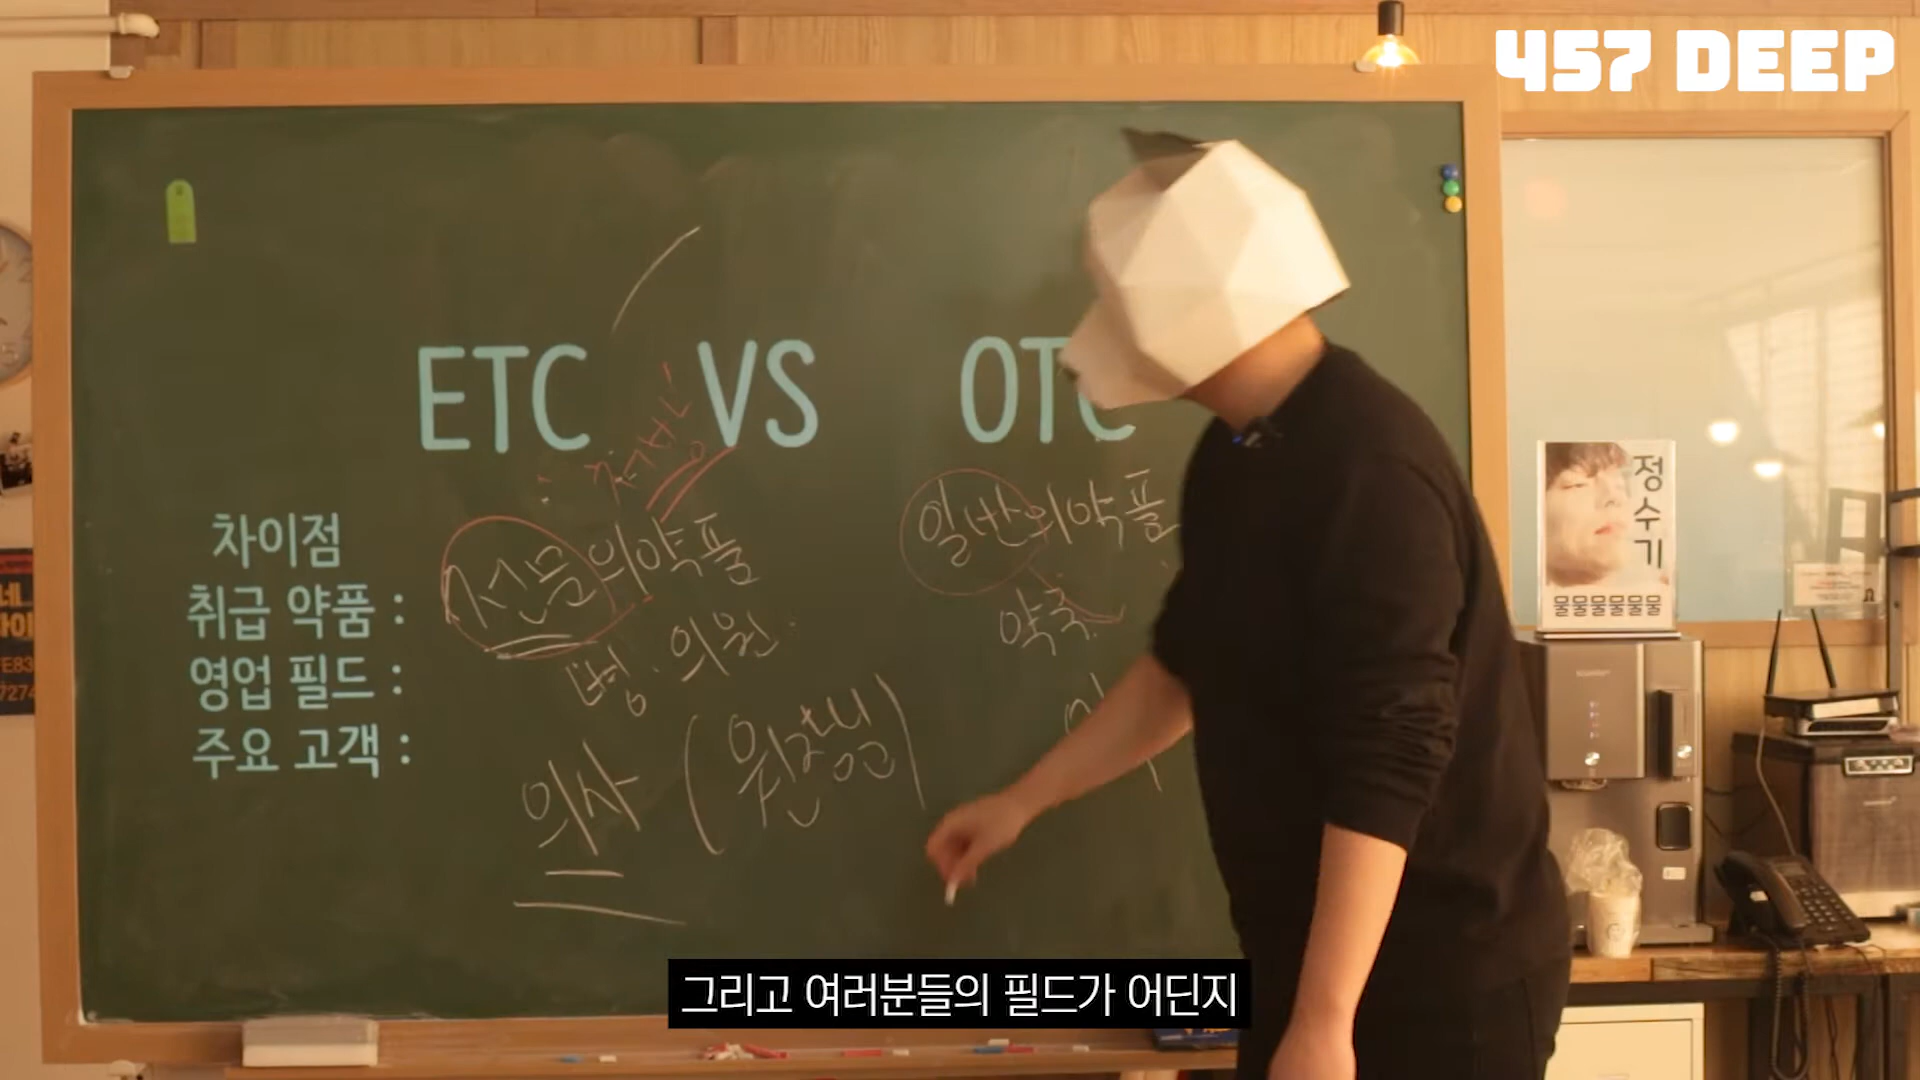 457 DEEP
ETC VS OTC
차이점
취급 약품 :
전문의약품
일반의약품
영업 필드 :
병·의원
약국
주요 고객 :
의사 (원장님)
정수기
물물물물물물
그리고 여러분들의 필드가 어딘지